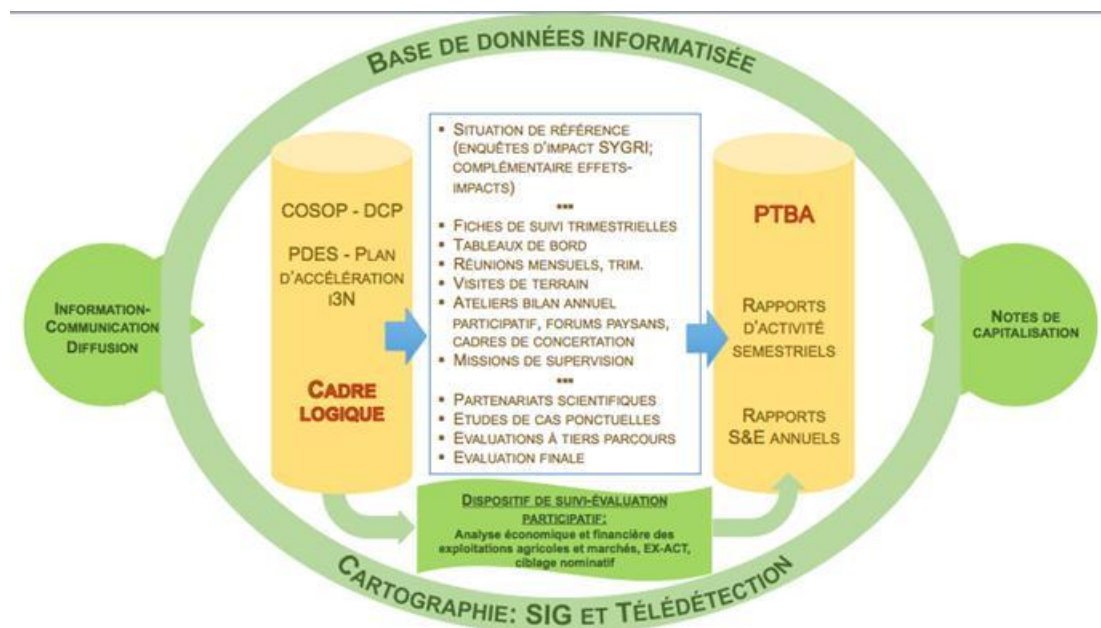 BASE DE DONNÉES INFORMATISÉE
INFORMATION-
COMMUNICATION
DIFFUSION
COSOP - DCP
PDES - PLAN
D'ACCÉLÉRATION
I3N
CADRE
LOGIQUE
▪ SITUATION DE RÉFÉRENCE
(ENQUÊTES D'IMPACT SYGRI;
COMPLÉMENTAIRE EFFETS-
IMPACTS)
...
▪ FICHES DE SUIVI TRIMESTRIELLES
▪ TABLEAUX DE BORD
▪ RÉUNIONS MENSUELS, TRIM.
▪ VISITES DE TERRAIN
▪ ATELIERS BILAN ANNUEL
PARTICIPATIF, FORUMS PAYSANS,
CADRES DE CONCERTATION
▪ MISSIONS DE SUPERVISION
...
▪ PARTENARIATS SCIENTIFIQUES
▪ ETUDES DE CAS PONCTUELLES
▪ EVALUATIONS À TIERS PARCOURS
▪ EVALUATION FINALE
PTBA
RAPPORTS
D'ACTIVITÉ
SEMESTRIELS
RAPPORTS
S&E ANNUELS
NOTES DE
CAPITALISATION
DISPOSITIF DE SUIVI-ÉVALUATION
PARTICIPATIF:
Analyse économique et financière des
exploitations agricoles et marchés, EX-ACT,
ciblage nominatif
CARTOGRAPHIE: SIG ET TÉLÉDÉTECTION